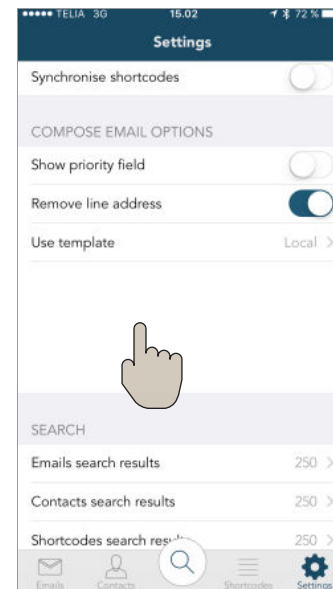 TELIA 3G 15.02 72 %
Settings
Synchronise shortcodes
COMPOSE EMAIL OPTIONS
Show priority field
Remove line address
Use template Local
SEARCH
Emails search results 250
Contacts search results 250
Shortcodes search results 250
Emails Contacts Shortcodes Settings